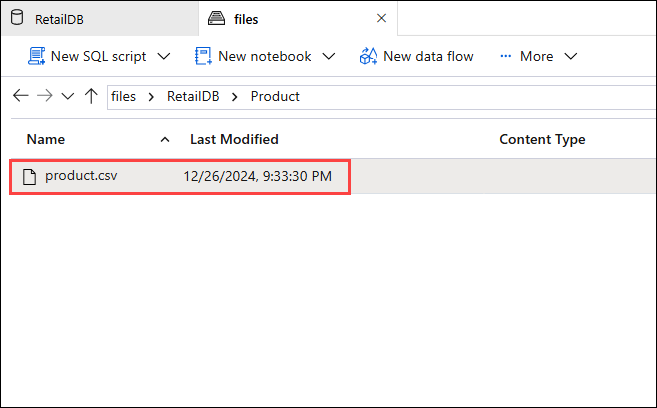 RetailDB files
New SQL script New notebook New data flow More
files RetailDB Product
Name Last Modified Content Type
product.csv 12/26/2024, 9:33:30 PM